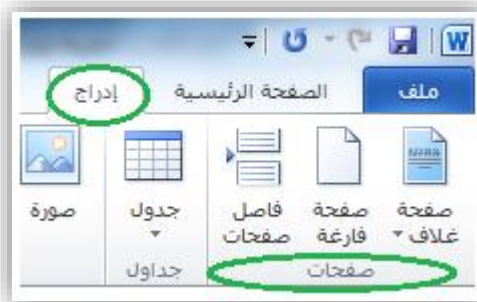 W
ملف الصفحة الرئيسية إدراج
صفحة غلاف
صفحة فارغة
فاصل صفحات
جدول
صورة
صفحات جداول